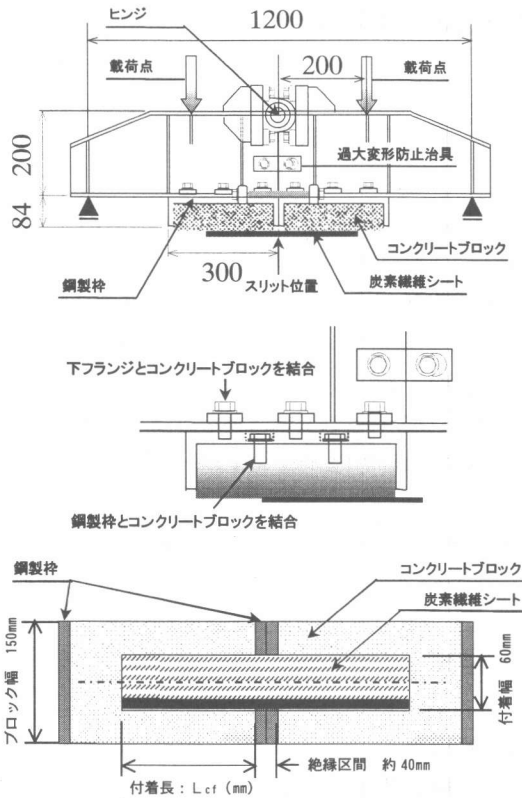 ヒンジ
1200
載荷点
200
載荷点
200
過大変形防止治具
84
コンクリートブロック
300
鋼製枠
スリット位置
炭素繊維シート
下フランジとコンクリートブロックを結合
鋼製枠とコンクリートブロックを結合
鋼製枠
コンクリートブロック
炭素繊維シート
ブロック幅 150mm
付着幅 60mm
絶縁区間 約40mm
付着長:Lcf (mm)